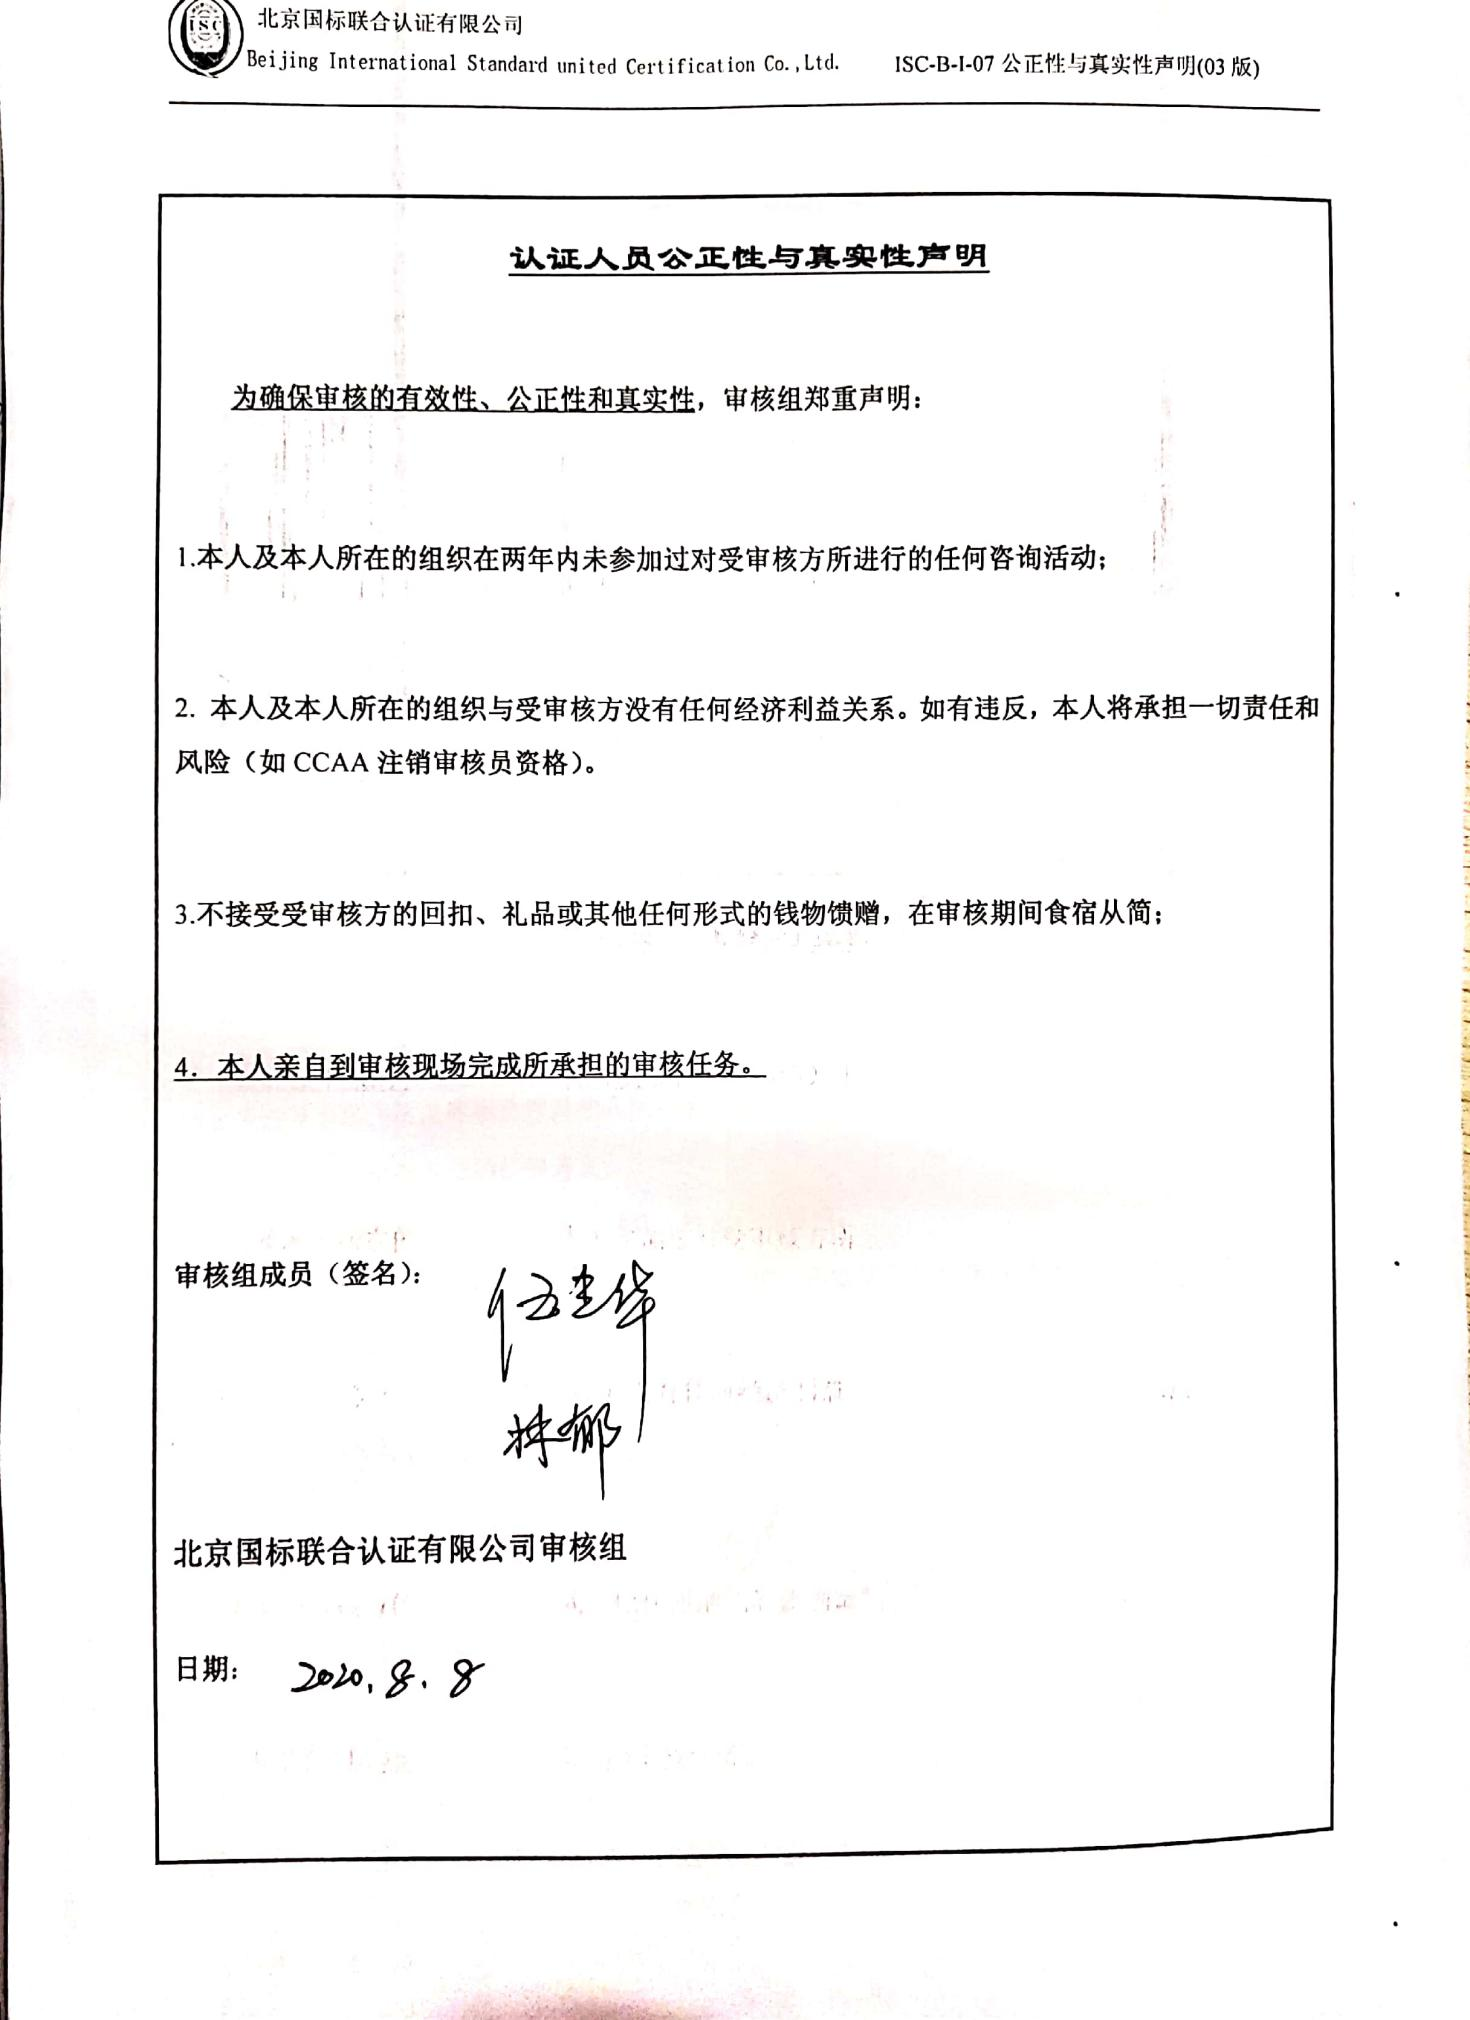 ISC
北京国标联合认证有限公司
Beijing International Standard united Certification Co.,Ltd. ISC-B-I-07 公正性与真实性声明(03 版)
认证人员公正性与真实性声明
为确保审核的有效性、公正性和真实性，审核组郑重声明：
1.本人及本人所在的组织在两年内未参加过对受审核方所进行的任何咨询活动；
2. 本人及本人所在的组织与受审核方没有任何经济利益关系。如有违反，本人将承担一切责任和
风险（如 CCAA 注销审核员资格）。
3.不接受受审核方的回扣、礼品或其他任何形式的钱物馈赠，在审核期间食宿从简；
4. 本人亲自到审核现场完成所承担的审核任务。
审核组成员（签名）：
伍光华
林郁
北京国标联合认证有限公司审核组
日期： 2020.8.8